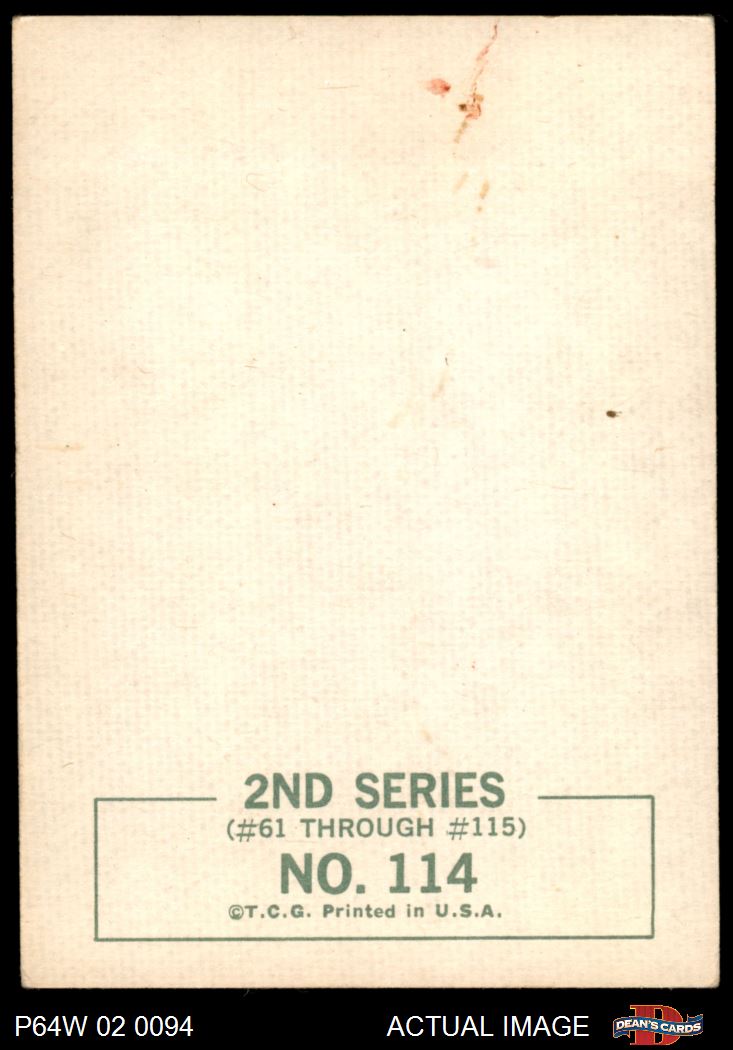 2ND SERIES
(#61 THROUGH #115)
NO. 114
©T.C.G. Printed in U.S.A.
P64W 02 0094
ACTUAL IMAGE
D
DEAN'S CARDS